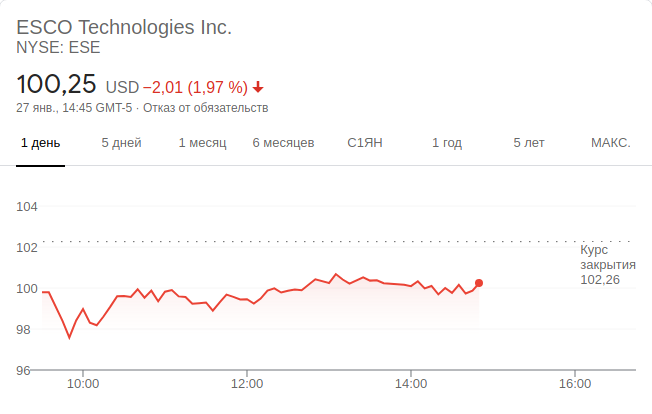 ESCO Technologies Inc.
NYSE: ESE
100,25 USD −2,01 (1,97 %)
27 янв., 14:45 GMT-5 · Отказ от обязательств
1 день 5 дней 1 месяц 6 месяцев С1ЯН 1 год 5 лет МАКС.
104
102
Курс
закрытия
102,26
100
98
96
10:00 12:00 14:00 16:00